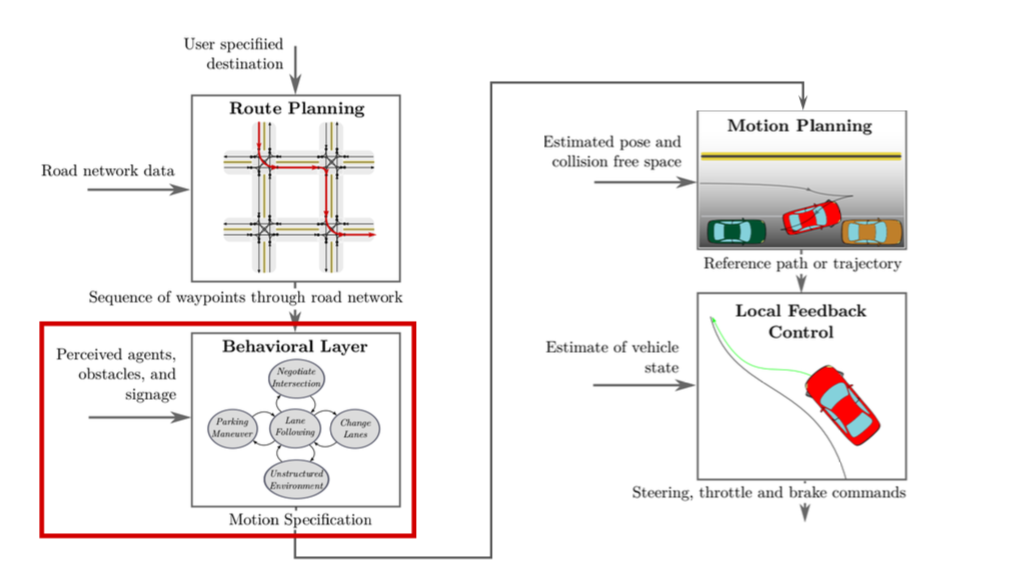 User specifiied
destination
Route Planning
Road network data
Sequence of waypoints through road network
Behavioral Layer
Perceived agents,
obstacles, and
signage
Negotiate
Intersection
Parking
Maneuver
Lane
Following
Change
Lanes
Unstructured
Environment
Motion Specification
Motion Planning
Estimated pose and
collision free space
Reference path or trajectory
Local Feedback
Control
Estimate of vehicle
state
Steering, throttle and brake commands